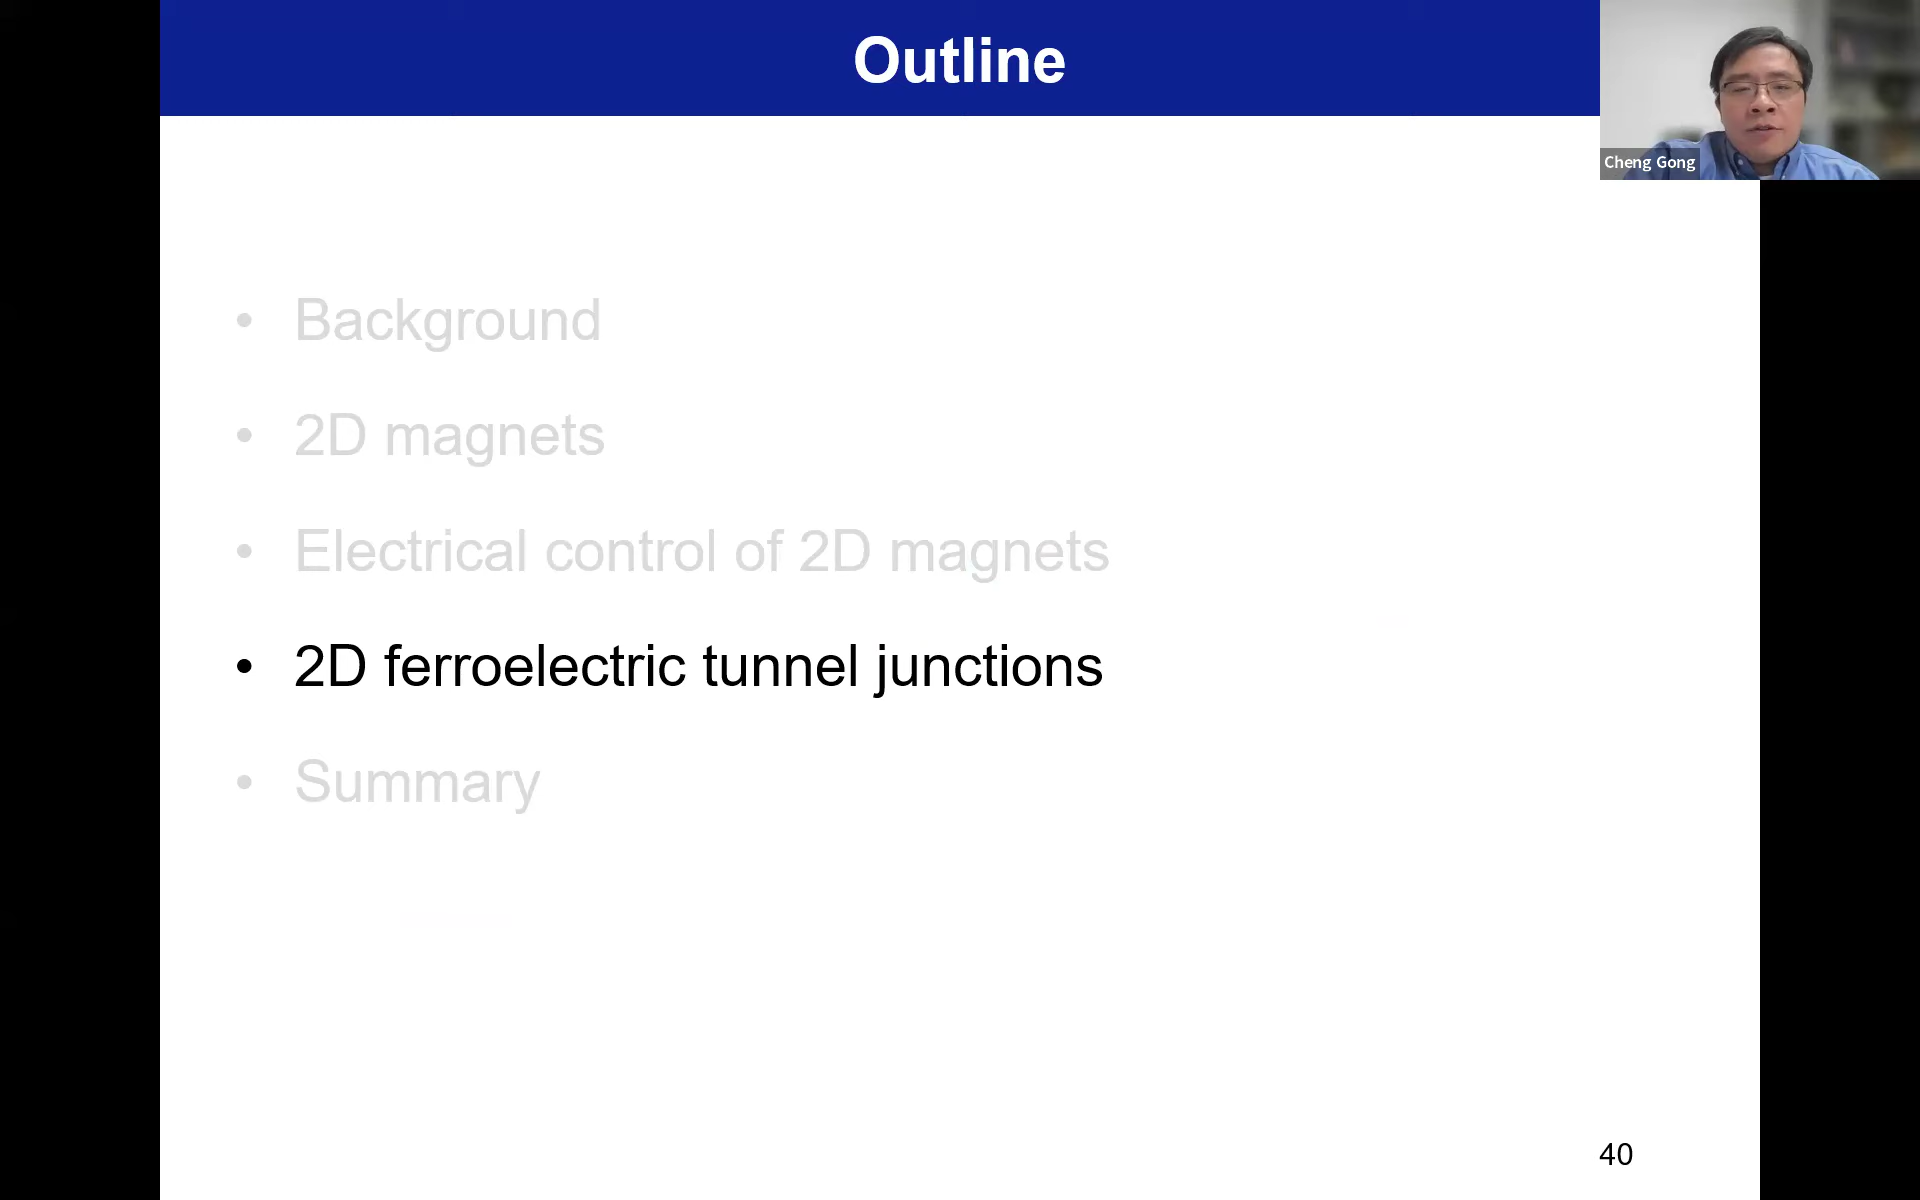 Outline
Cheng Gong
• Background
• 2D magnets
• Electrical control of 2D magnets
• 2D ferroelectric tunnel junctions
• Summary
40